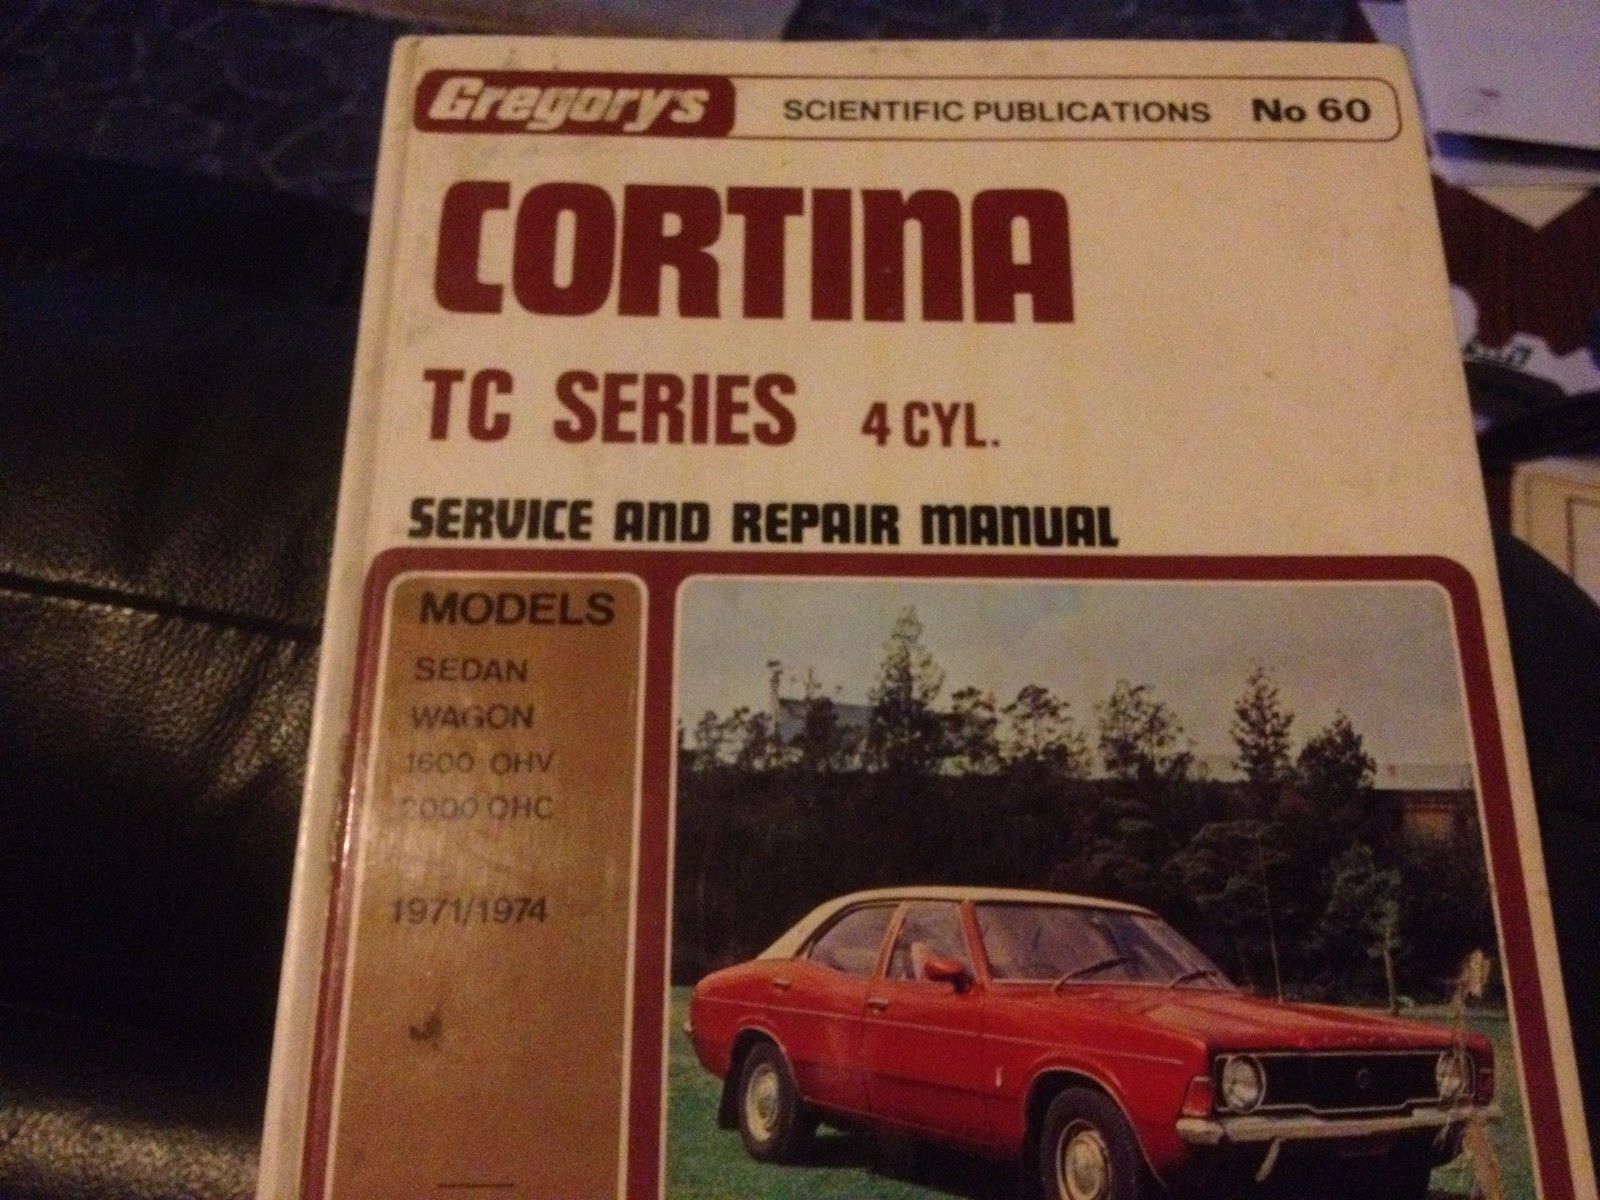 Gregory's SCIENTIFIC PUBLICATIONS No 60
CORTINA
TC SERIES 4 CYL.
SERVICE AND REPAIR MANUAL
MODELS
SEDAN
WAGON
1600 OHV
2000 OHC
1971/1974